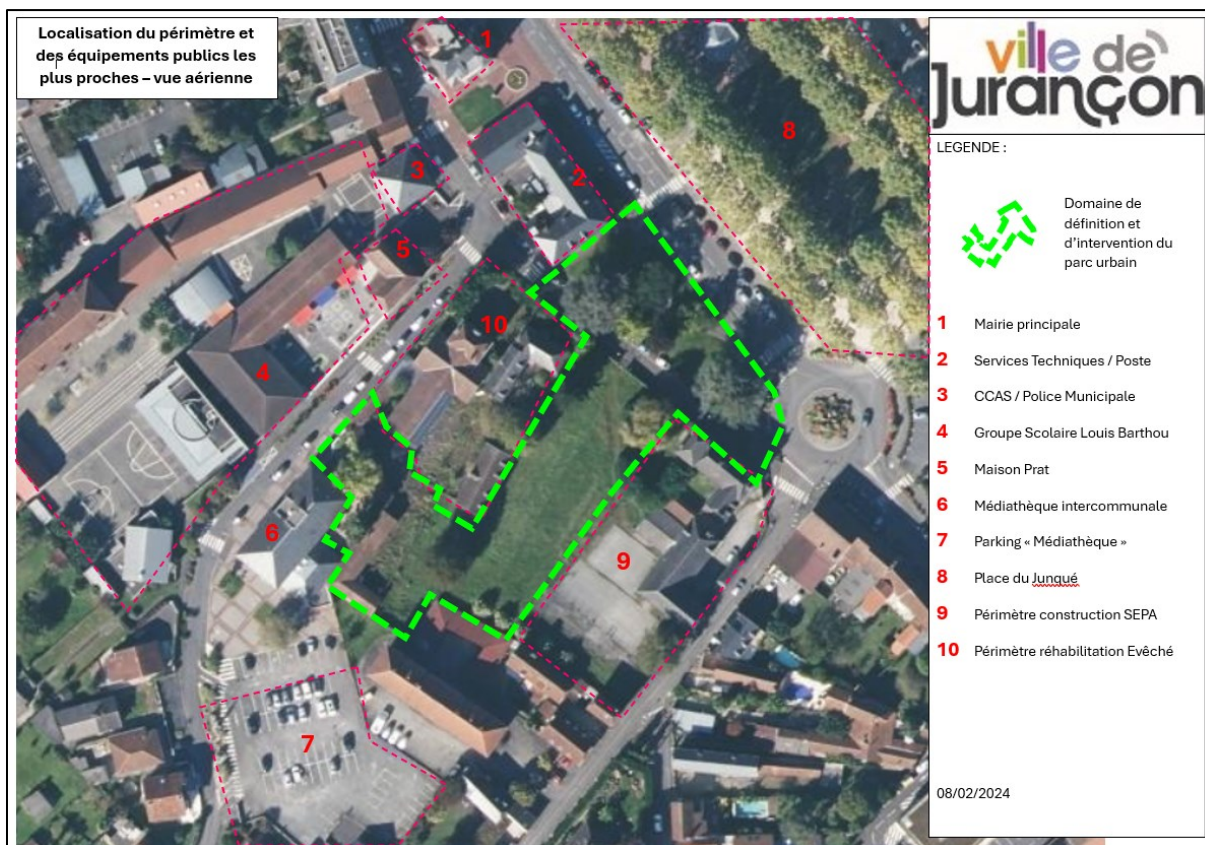 Localisation du périmètre et
des équipements publics les
plus proches – vue aérienne
1
2
3
4
5
6
7
8
9
10
ville de
Jurançon
LEGENDE :
Domaine de
définition et
d'intervention du
parc urbain
1 Mairie principale
2 Services Techniques / Poste
3 CCAS / Police Municipale
4 Groupe Scolaire Louis Barthou
5 Maison Prat
6 Médiathèque intercommunale
7 Parking « Médiathèque »
8 Place du Junqué
9 Périmètre construction SEPA
10 Périmètre réhabilitation Evêché
08/02/2024